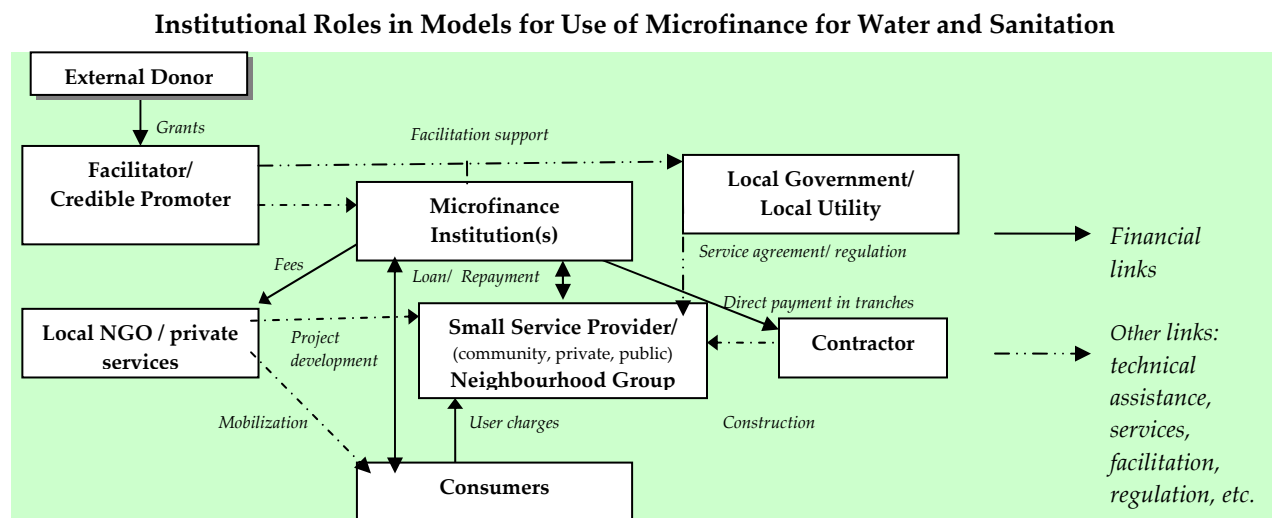 Institutional Roles in Models for Use of Microfinance for Water and Sanitation
External Donor
Grants
Facilitation support
Facilitator/
Credible Promoter
Local Government/
Local Utility
Microfinance
Institution(s)
Financial
links
Service agreement/ regulation
Fees
Loan/ Repayment
Direct payment in tranches
Local NGO / private
services
Project
development
Small Service Provider/
(community, private, public)
Neighbourhood Group
Contractor
Other links:
technical
assistance,
services,
facilitation,
regulation, etc.
Mobilization
User charges
Construction
Consumers